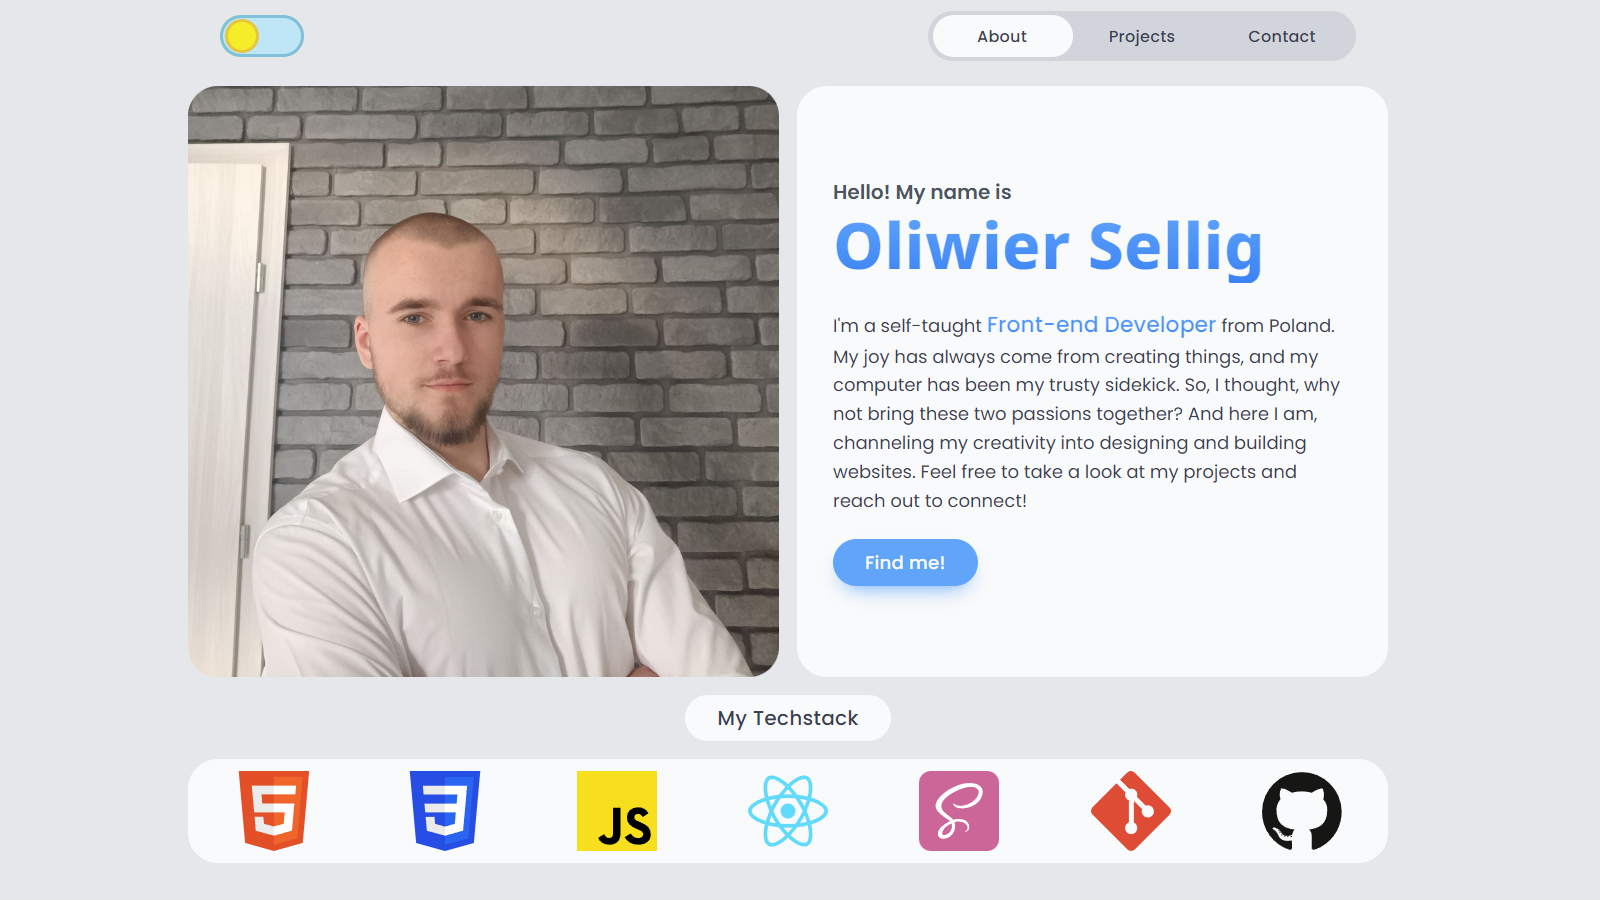 About
Projects
Contact
Hello! My name is
Oliwier Sellig
I'm a self-taught Front-end Developer from Poland.
My joy has always come from creating things, and my
computer has been my trusty sidekick. So, I thought, why
not bring these two passions together? And here I am,
channeling my creativity into designing and building
websites. Feel free to take a look at my projects and
reach out to connect!
Find me!
My Techstack
JS